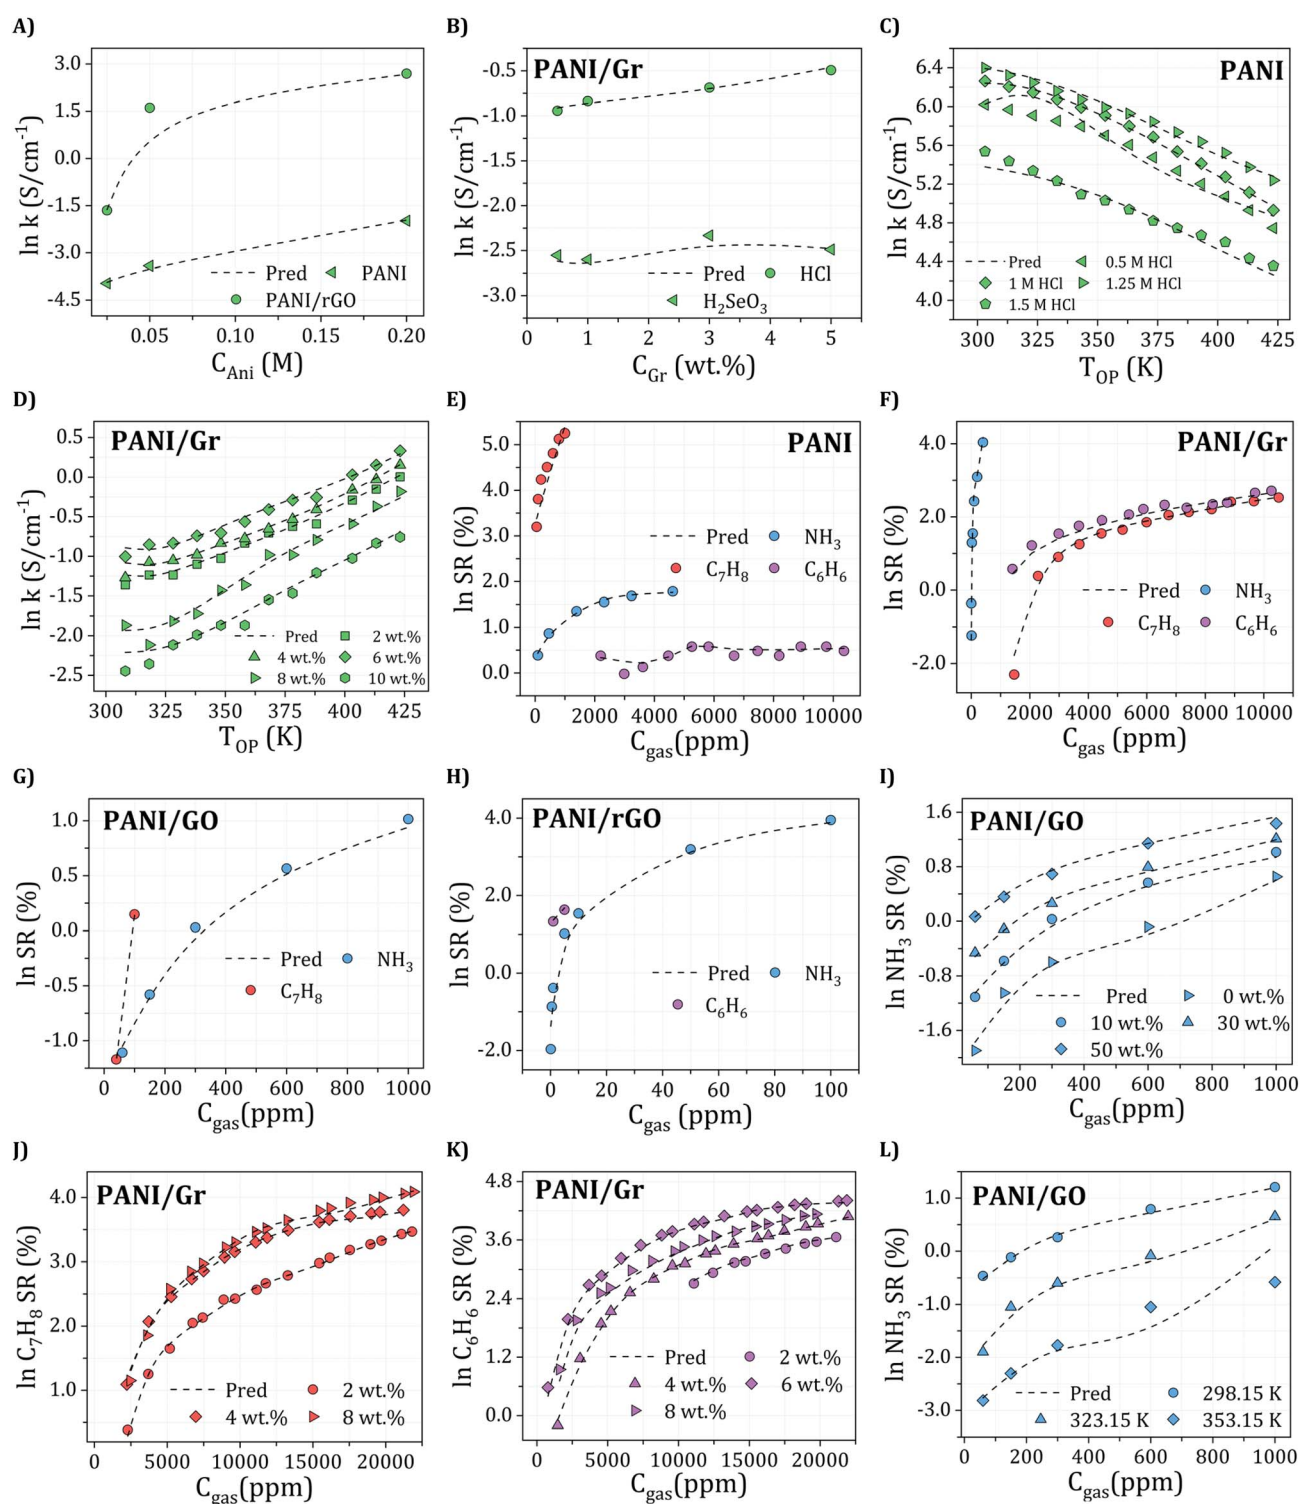 A)
3.0
1.5
0.0
-1.5
-3.0
-4.5
ln k (S/cm⁻¹)
Pred PANI
PANI/rGO
0.05 0.10 0.15 0.20
C_Ani (M)
B)
PANI/Gr
-0.5
-1.0
-1.5
-2.0
-2.5
-3.0
ln k (S/cm⁻¹)
Pred HCl
H₂SeO₃
0 1 2 3 4 5
C_Gr (wt.%)
C)
PANI
6.4
6.0
5.6
5.2
4.8
4.4
4.0
ln k (S/cm⁻¹)
Pred 0.5 M HCl
1 M HCl 1.25 M HCl
1.5 M HCl
300 325 350 375 400 425
T_OP (K)
D)
PANI/Gr
0.5
0.0
-0.5
-1.0
-1.5
-2.0
-2.5
ln k (S/cm⁻¹)
Pred 2 wt.%
4 wt.% 6 wt.%
8 wt.% 10 wt.%
300 325 350 375 400 425
T_OP (K)
E)
PANI
5.0
4.0
3.0
2.0
1.0
0.0
ln SR (%)
Pred NH₃
C₇H₈ C₆H₆
0 2000 4000 6000 8000 10000
C_gas(ppm)
F)
PANI/Gr
4.0
2.0
0.0
-2.0
ln SR (%)
Pred NH₃
C₇H₈ C₆H₆
0 2000 4000 6000 8000 10000
C_gas(ppm)
G)
PANI/GO
1.0
0.5
0.0
-0.5
-1.0
ln SR (%)
Pred NH₃
C₇H₈
0 200 400 600 800 1000
C_gas(ppm)
H)
PANI/rGO
4.0
2.0
0.0
-2.0
ln SR (%)
Pred NH₃
C₆H₆
0 20 40 60 80 100
C_gas (ppm)
I)
PANI/GO
1.6
0.8
0.0
-0.8
-1.6
ln NH₃ SR (%)
Pred 0 wt.%
10 wt.% 30 wt.%
50 wt.%
200 400 600 800 1000
C_gas(ppm)
J)
PANI/Gr
4.0
3.0
2.0
1.0
ln C₇H₈ SR (%)
Pred 2 wt.%
4 wt.% 8 wt.%
0 5000 10000 15000 20000
C_gas(ppm)
K)
PANI/Gr
4.8
3.6
2.4
1.2
0.0
ln C₆H₆ SR (%)
Pred 2 wt.%
4 wt.% 6 wt.%
8 wt.%
0 5000 10000 15000 20000
C_gas(ppm)
L)
PANI/GO
1.0
0.0
-1.0
-2.0
-3.0
ln NH₃ SR (%)
Pred 298.15 K
323.15 K 353.15 K
0 200 400 600 800 1000
C_gas (ppm)